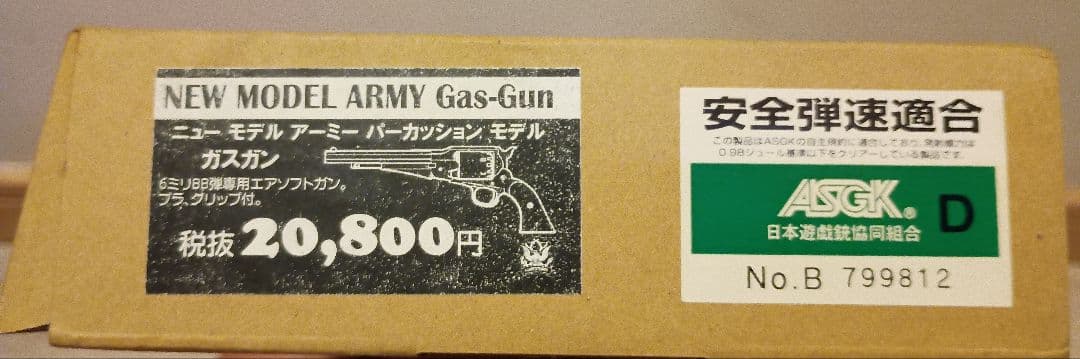 NEW MODEL ARMY Gas-Gun
ニュー モデル アーミー パーカッション モデル
ガスガン
6ミリBB弾専用エアソフトガン。
プラ、グリップ付。
税抜 20,800円
安全弾速適合
この製品はASGKの自主規約に適合しており、発射威力は
0.98ジュール基準以下をクリアーしている製品です。
ASGK®
D
日本遊戯銃協同組合
No.B 799812